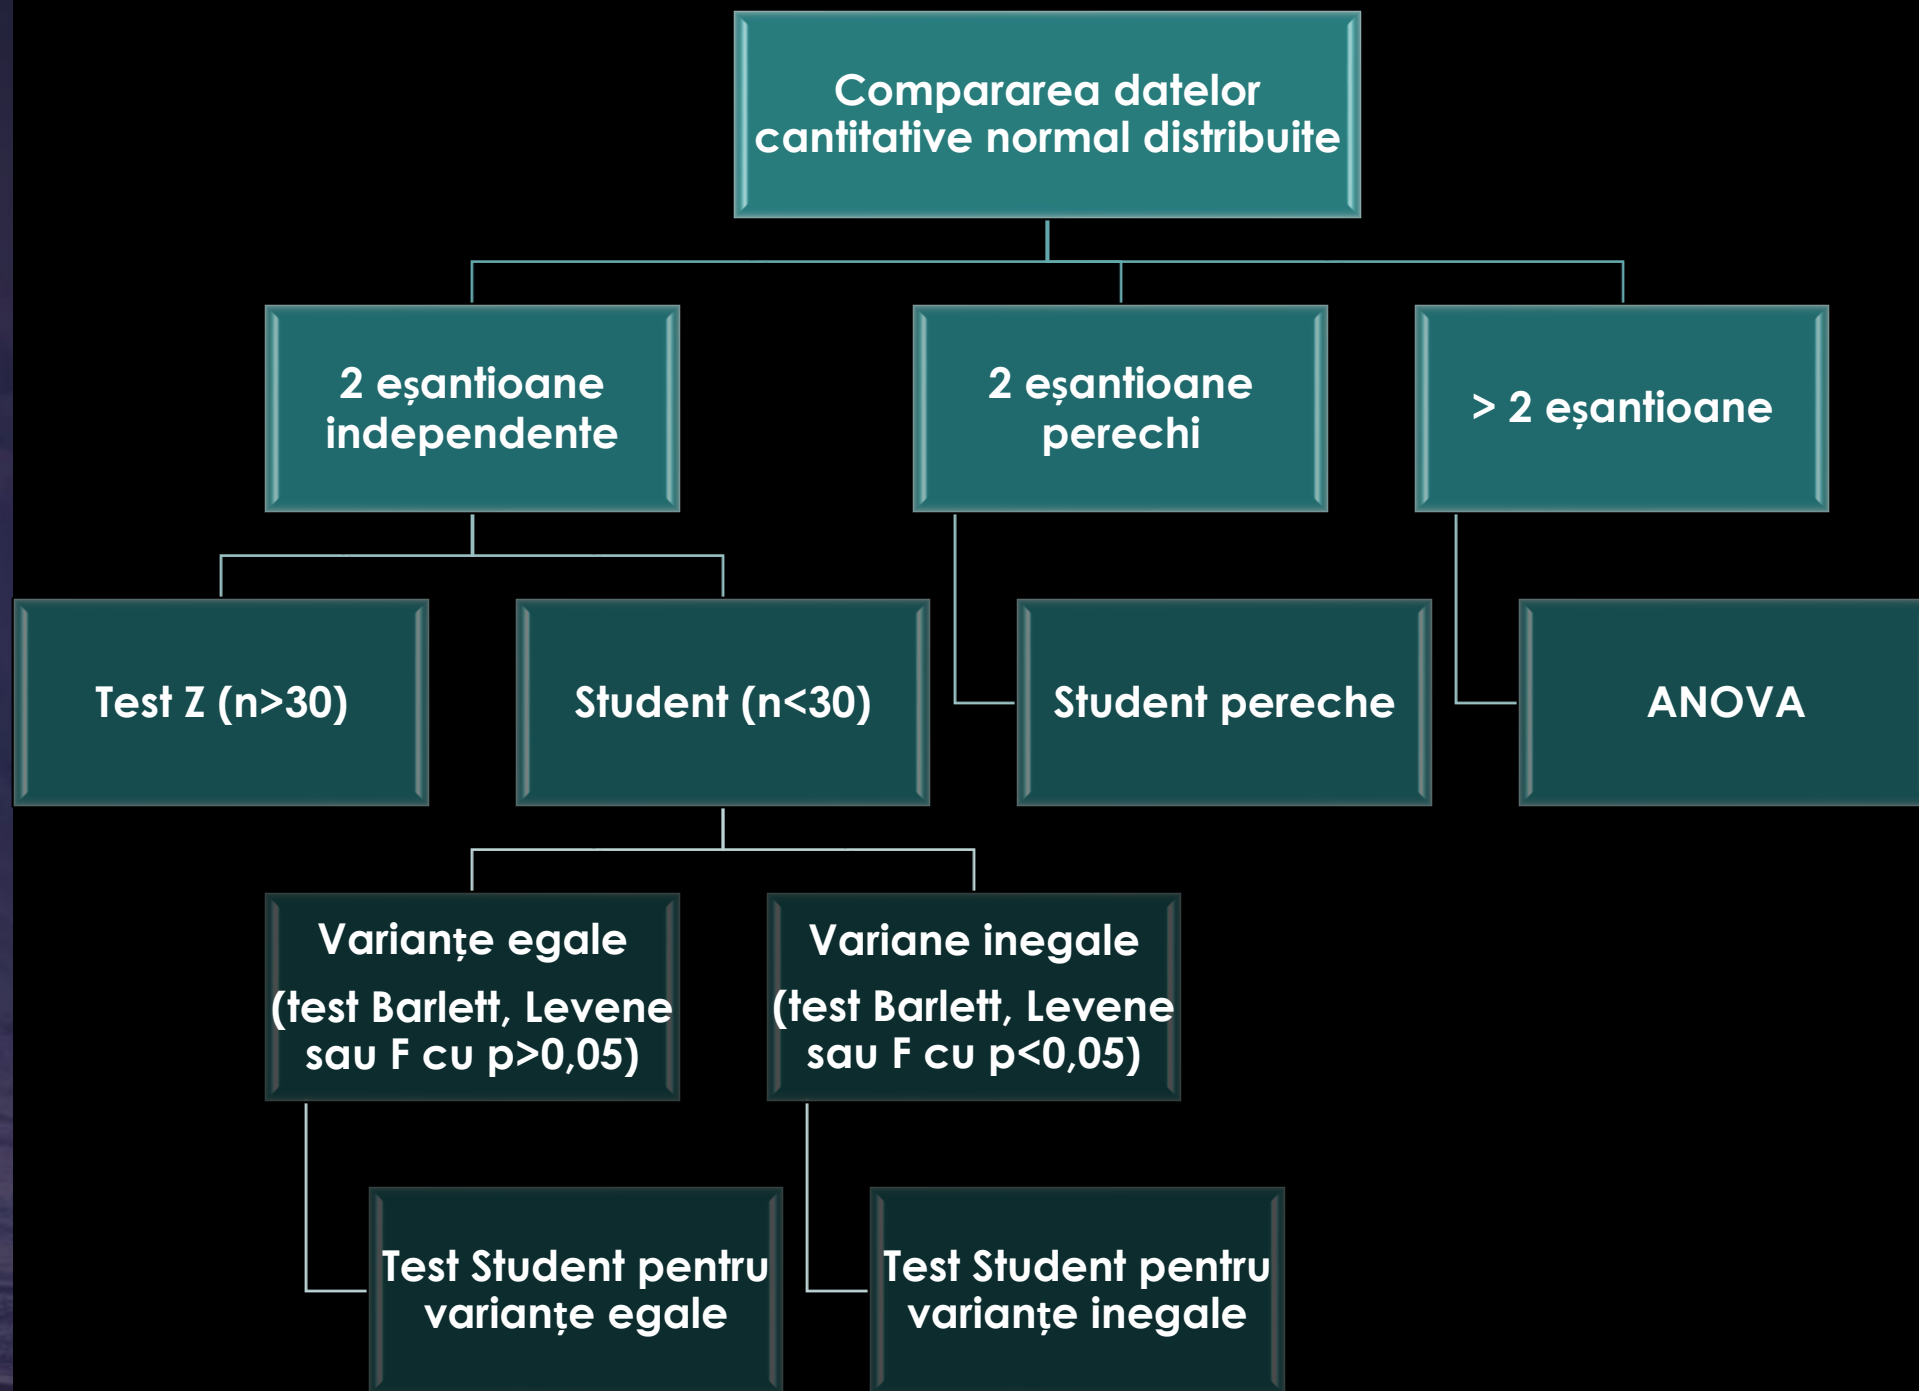 Compararea datelor
cantitative normal distribuite
2 eșantioane
independente
2 eșantioane
perechi
> 2 eșantioane
Test Z (n>30)
Student (n<30)
Student pereche
ANOVA
Varianțe egale
(test Barlett, Levene
sau F cu p>0,05)
Variane inegale
(test Barlett, Levene
sau F cu p<0,05)
Test Student pentru
varianțe egale
Test Student pentru
varianțe inegale